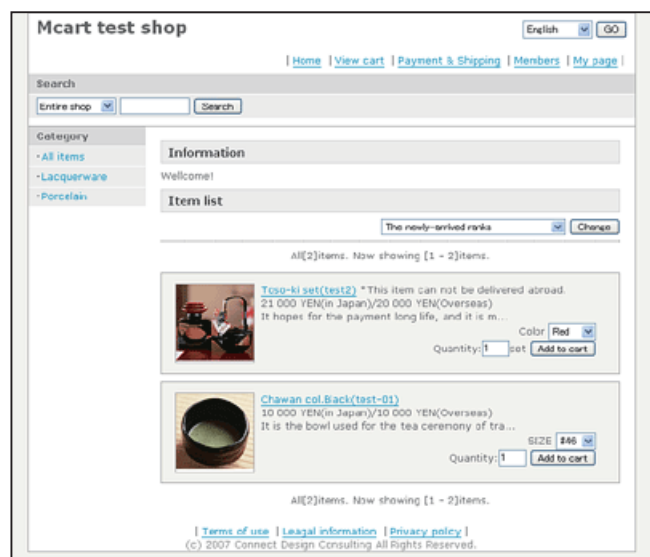 Mcart test shop
English GO
| Home | View cart | Payment & Shipping | Members | My page |
Search
Entire shop Search
Category
・All items
・Lacquerware
・Porcelain
Information
Wellcome!
Item list
The newly-arrived ranks Change
All[2]items. Now showing [1 - 2]items.
Toso-ki set(test2) *This item can not be delivered abroad.
21 000 YEN(in Japan)/20 000 YEN(Overseas)
It hopes for the payment long life, and it is m...
Color Red
Quantity: 1 set Add to cart
Chawan col.Back(test-01)
10 000 YEN(in Japan)/10 000 YEN(Overseas)
It is the bowl used for the tea ceremony of tra...
SIZE #46
Quantity: 1 Add to cart
All[2]items. Now showing [1 - 2]items.
| Terms of use | Leagal information | Privacy policy |
(c) 2007 Connect Design Consulting All Rights Reserved.